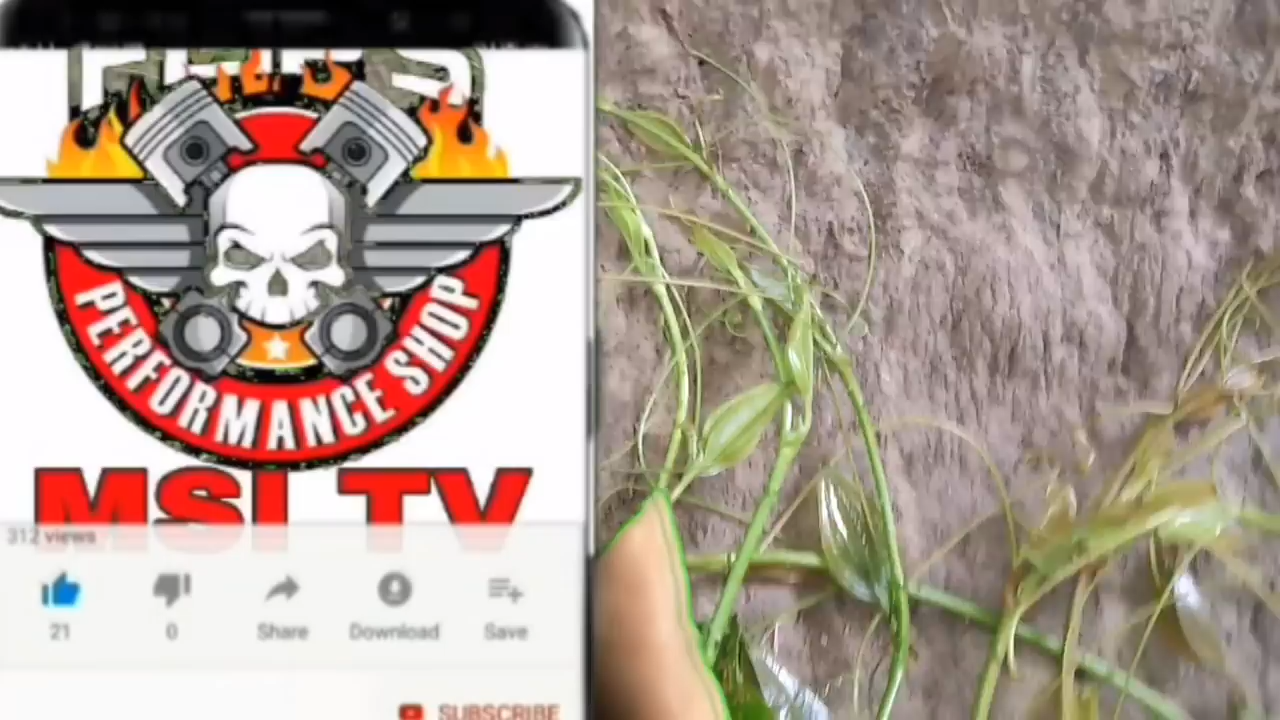 PERFORMANCE SHOP
MSI TV
312 views
21
0
Share
Download
Save
SUBSCRIBE